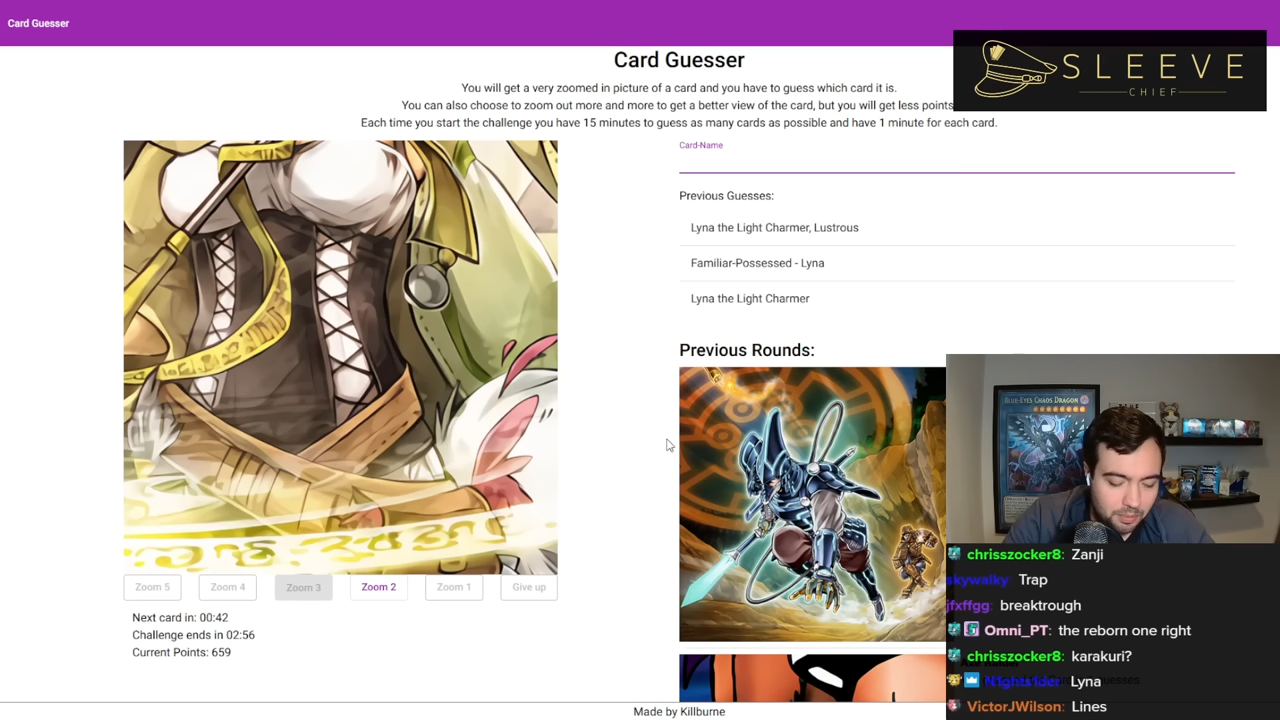 Card Guesser
SLEEVE
CHIEF
Card Guesser
You will get a very zoomed in picture of a card and you have to guess which card it is.
You can also choose to zoom out more and more to get a better view of the card, but you will get less points
Each time you start the challenge you have 15 minutes to guess as many cards as possible and have 1 minute for each card.
Card-Name
Previous Guesses:
Lyna the Light Charmer, Lustrous
Familiar-Possessed - Lyna
Lyna the Light Charmer
Previous Rounds:
BLUE-EYES CHAOS DRAGON
Zoom 5
Zoom 4
Zoom 3
Zoom 2
Zoom 1
Give up
Next card in: 00:42
Challenge ends in 02:56
Current Points: 659
chrisszocker8: Zanji
skywalky: Trap
jfxffgg: breaktrough
Omni_PT: the reborn one right
chrisszocker8: karakuri?
Lyna
VictorJWilson: Lines
Made by Killburne